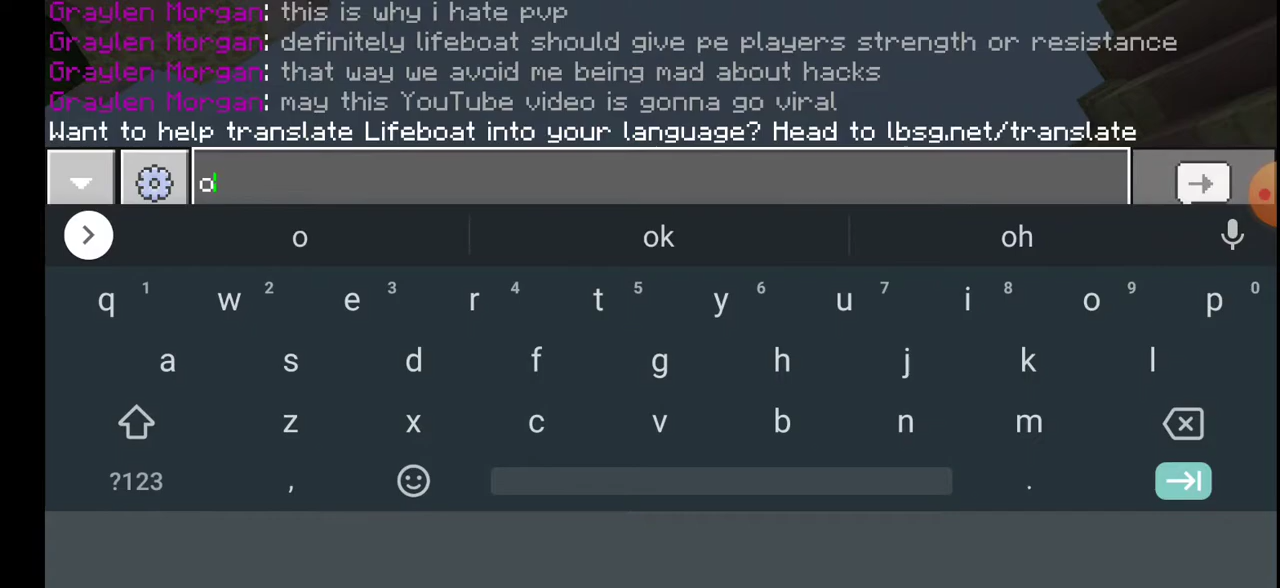 Graylen Morgan: this is why i hate pvp
Graylen Morgan: definitely lifeboat should give pe players strength or resistance
Graylen Morgan: that way we avoid me being mad about hacks
Graylen Morgan: may this YouTube video is gonna go viral
Want to help translate Lifeboat into your language? Head to lbsg.net/translate
o
o ok oh
q 1 w 2 e 3 r 4 t 5 y 6 u 7 i 8 o 9 p 0
a s d f g h j k l
z x c v b n m
?123 , .